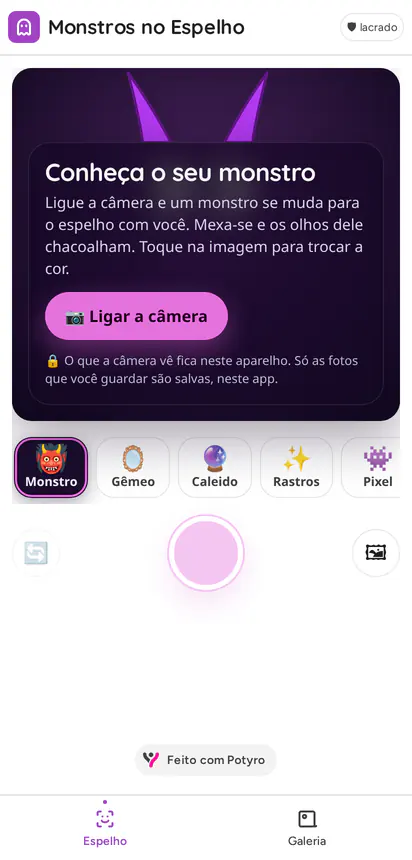 Monstros no Espelho
lacrado
Conheça o seu monstro
Ligue a câmera e um monstro se muda para
o espelho com você. Mexa-se e os olhos dele
chacoalham. Toque na imagem para trocar a
cor.
Ligar a câmera
O que a câmera vê fica neste aparelho. Só as fotos
que você guardar são salvas, neste app.
Monstro
Gêmeo
Caleido
Rastros
Pixel
Feito com Potyro
Espelho
Galeria